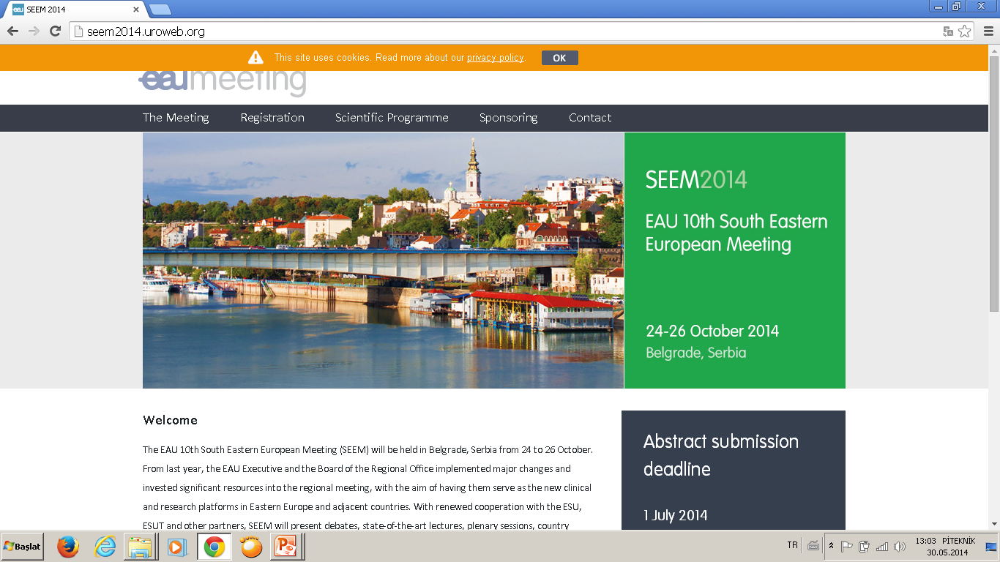 SEEM 2014
seem2014.uroweb.org
This site uses cookies. Read more about our privacy policy. OK
eaumeeting
The Meeting Registration Scientific Programme Sponsoring Contact
SEEM2014
EAU 10th South Eastern
European Meeting
24-26 October 2014
Belgrade, Serbia
Welcome
The EAU 10th South Eastern European Meeting (SEEM) will be held in Belgrade, Serbia from 24 to 26 October.
From last year, the EAU Executive and the Board of the Regional Office implemented major changes and
invested significant resources into the regional meeting, with the aim of having them serve as the new clinical
and research platforms in Eastern Europe and adjacent countries. With renewed cooperation with the ESU,
ESUT and other partners, SEEM will present debates, state-of-the-art lectures, plenary sessions, country
Abstract submission
deadline
1 July 2014
Başlat
TR
13:03 PİTEKNİK
30.05.2014